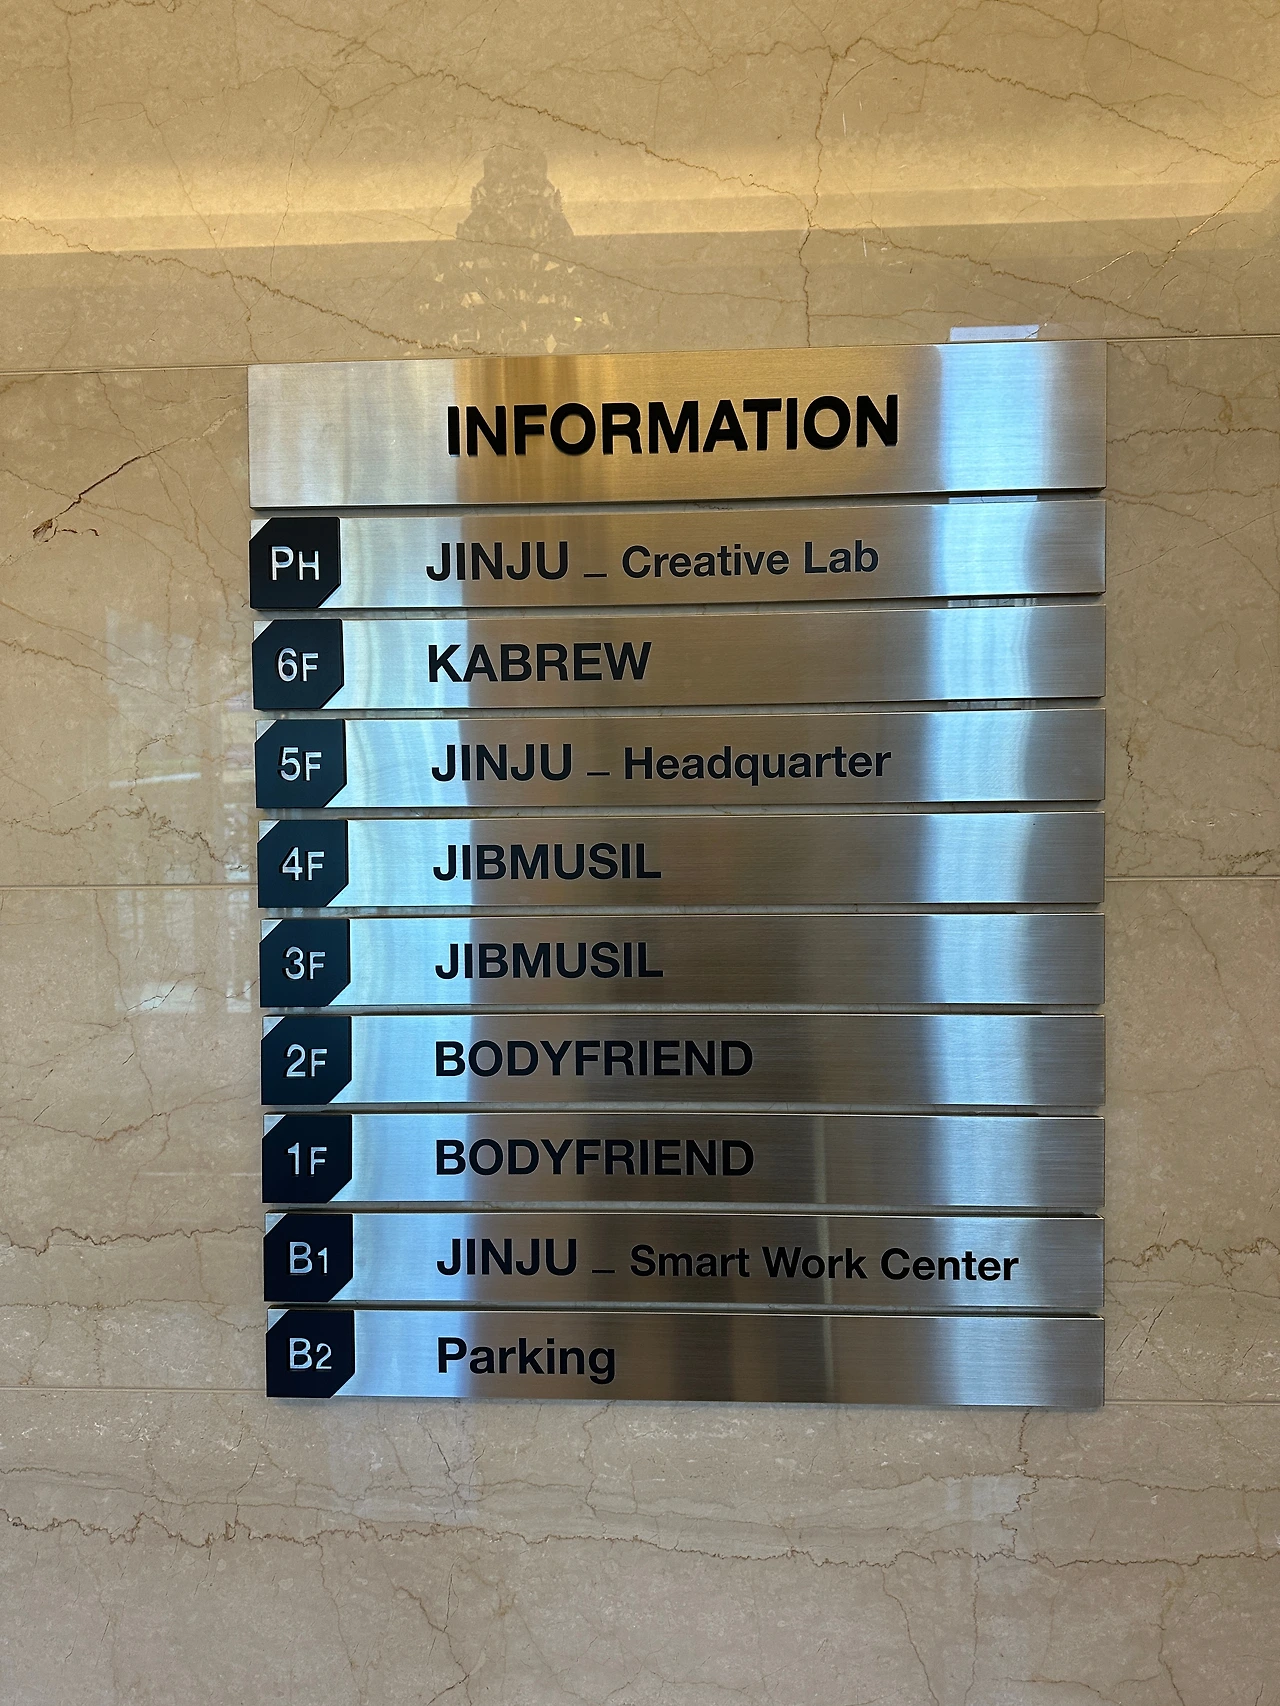 INFORMATION
PH JINJU _ Creative Lab
6F KABREW
5F JINJU _ Headquarter
4F JIBMUSIL
3F JIBMUSIL
2F BODYFRIEND
1F BODYFRIEND
B1 JINJU _ Smart Work Center
B2 Parking